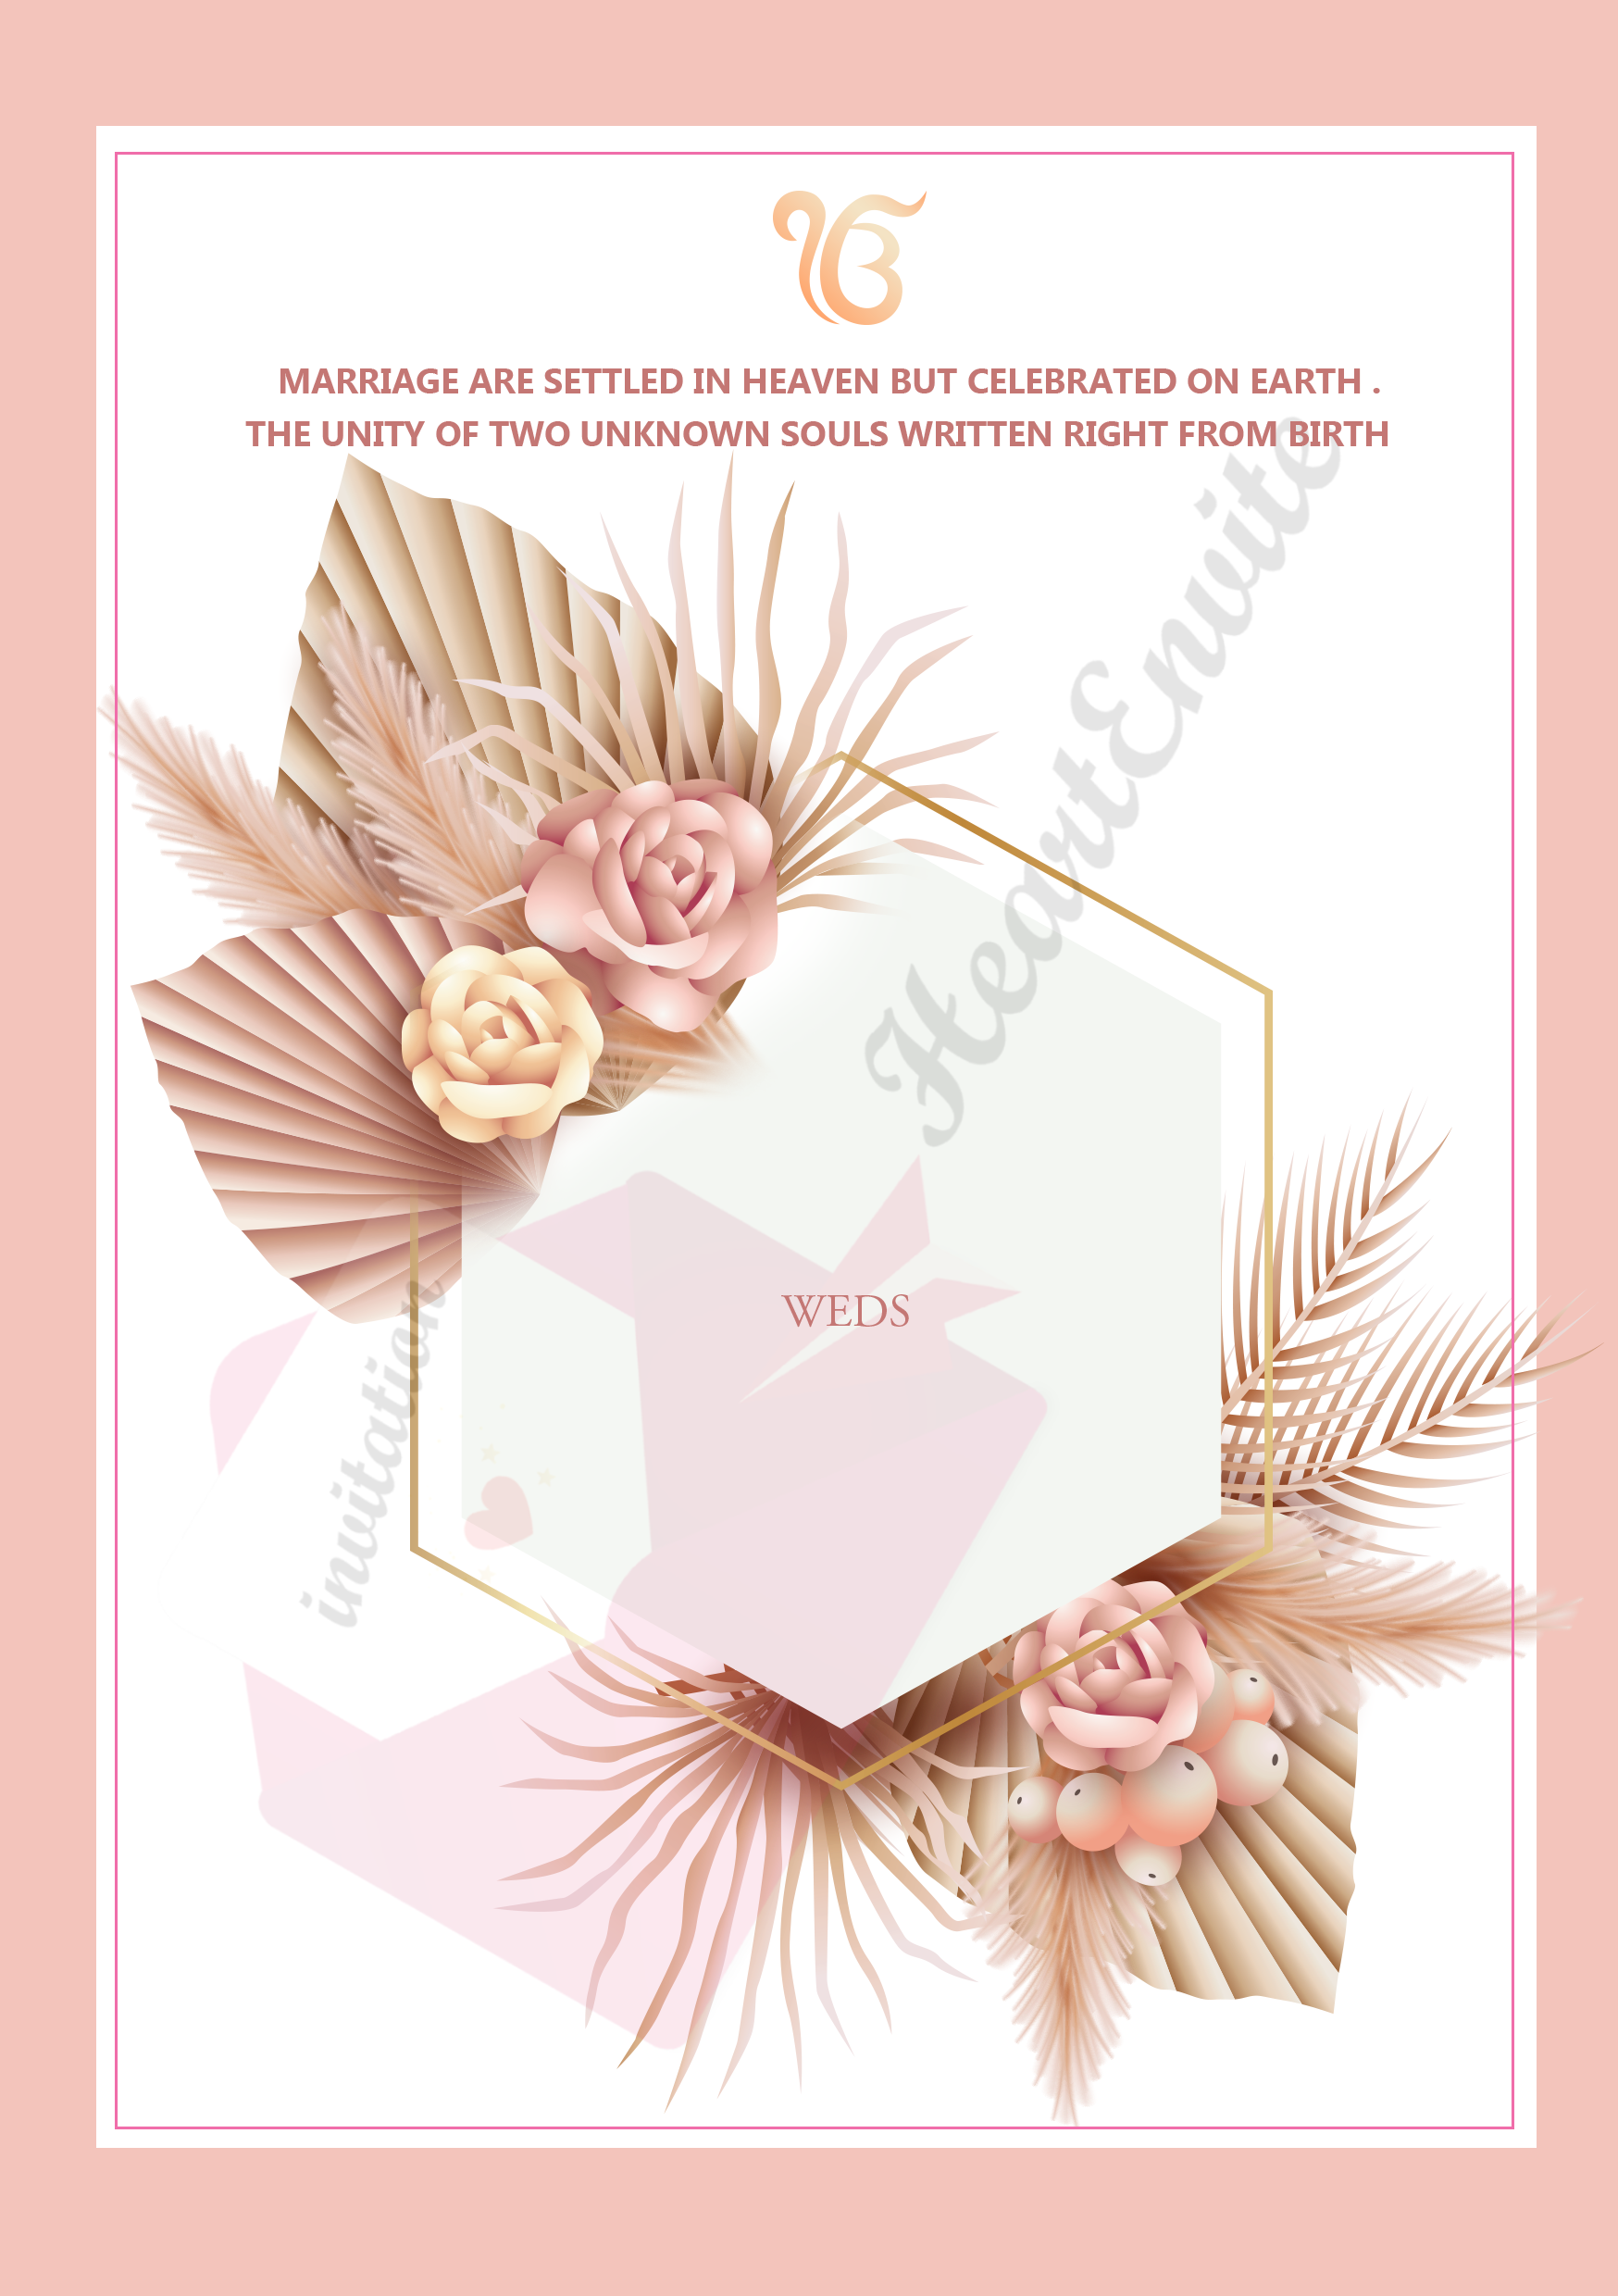 ੴ
MARRIAGE ARE SETTLED IN HEAVEN BUT CELEBRATED ON EARTH .
THE UNITY OF TWO UNKNOWN SOULS WRITTEN RIGHT FROM BIRTH
HeartEnvite
WEDS
invitation